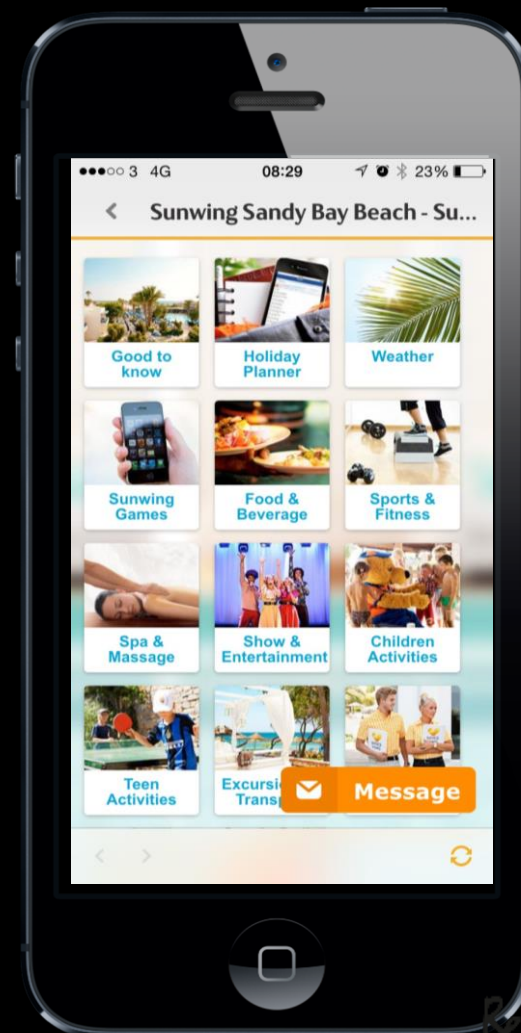 3 4G 08:29 23%
Sunwing Sandy Bay Beach - Su...
Good to
know
Holiday
Planner
Weather
Sunwing
Games
Food &
Beverage
Sports &
Fitness
Spa &
Massage
Show &
Entertainment
Children
Activities
Teen
Activities
Excursi
Transp
Message